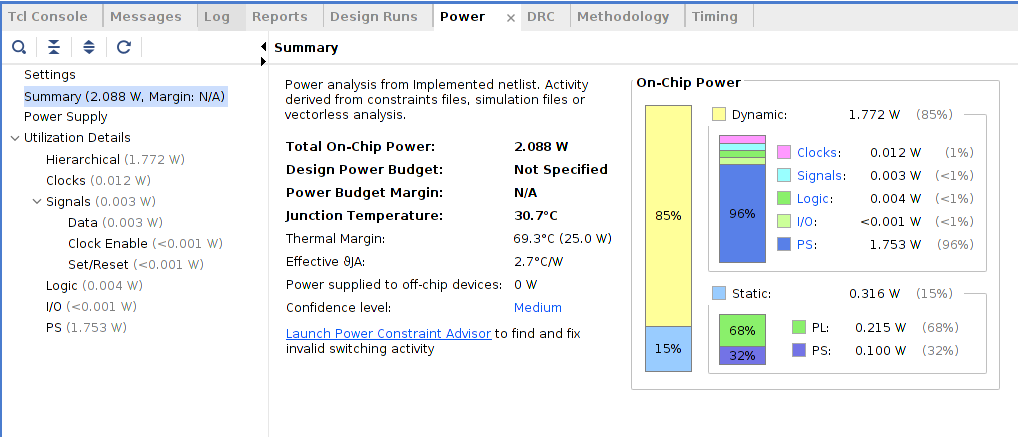 Tcl Console Messages Log Reports Design Runs Power × DRC Methodology Timing
Settings
Summary (2.088 W, Margin: N/A)
Power Supply
Utilization Details
Hierarchical (1.772 W)
Clocks (0.012 W)
Signals (0.003 W)
Data (0.003 W)
Clock Enable (<0.001 W)
Set/Reset (<0.001 W)
Logic (0.004 W)
I/O (<0.001 W)
PS (1.753 W)
Summary
Power analysis from Implemented netlist. Activity
derived from constraints files, simulation files or
vectorless analysis.
Total On-Chip Power: 2.088 W
Design Power Budget: Not Specified
Power Budget Margin: N/A
Junction Temperature: 30.7°C
Thermal Margin: 69.3°C (25.0 W)
Effective ϑJA: 2.7°C/W
Power supplied to off-chip devices: 0 W
Confidence level: Medium
Launch Power Constraint Advisor to find and fix
invalid switching activity
On-Chip Power
85%
15%
Dynamic: 1.772 W (85%)
96%
Clocks: 0.012 W (1%)
Signals: 0.003 W (<1%)
Logic: 0.004 W (<1%)
I/O: <0.001 W (<1%)
PS: 1.753 W (96%)
Static: 0.316 W (15%)
68%
32%
PL: 0.215 W (68%)
PS: 0.100 W (32%)